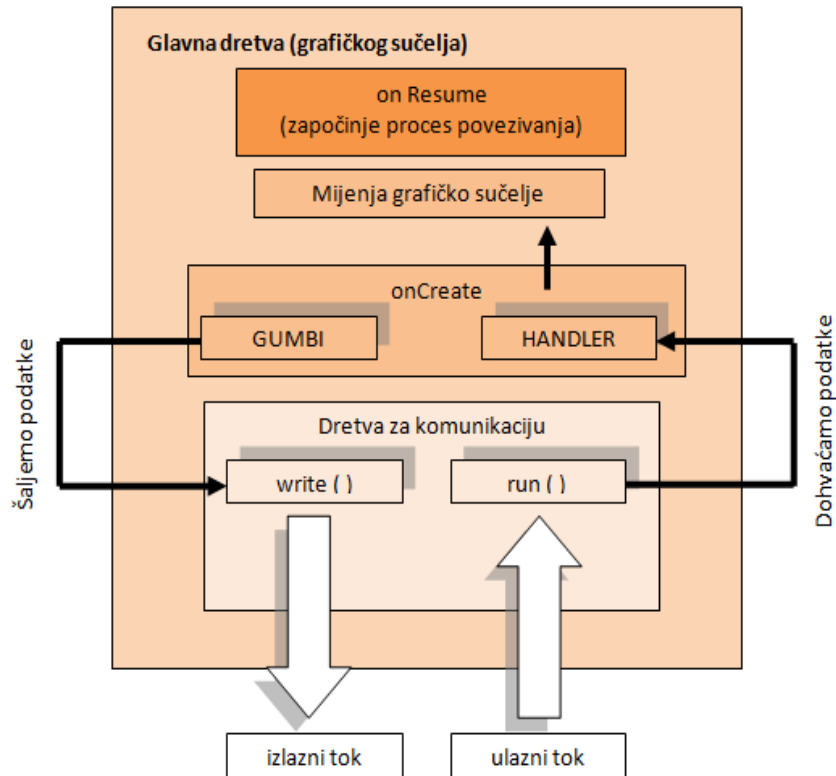 Glavna dretva (grafičkog sučelja)
on Resume
(započinje proces povezivanja)
Mijenja grafičko sučelje
onCreate
GUMBI
HANDLER
Šaljemo podatke
Dohvaćamo podatke
Dretva za komunikaciju
write ( )
run ( )
izlazni tok
ulazni tok